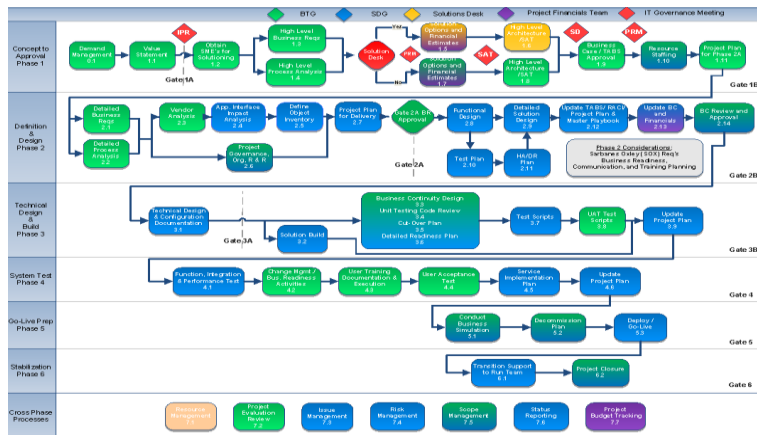 BTG
SDG
Solutions Desk
Project Financials Team
IT Governance Meeting
Concept to
Approval
Phase 1
Demand
Management
0.1
Value
Statement
1.1
IPR
Gate 1A
Obtain
SME's for
Solutioning
1.2
High Level
Business Reqs
1.3
High Level
Process Analysis
1.4
Solution
Desk
Yes
No
Options and
Financial
Estimates
Solution
Options and
Financial
Estimates
1.7
SAT
High Level
Architecture
/SAT
1.6
High Level
Architecture
/SAT
1.8
SD
Business
Case / TABS
Approval
1.9
PRM
Resource
Staffing
1.10
Project Plan
for Phase 2A
1.11
Gate 1B
Definition
&
Design
Phase 2
Detailed
Business
Reqs
2.1
Detailed
Process
Analysis
2.2
Vendor
Analysis
2.3
App. Interface
Impact
Analysis
2.4
Define
Object
Inventory
2.5
Project
Governance,
Org, R & R
2.6
Project Plan
for Delivery
2.7
Gate 2A BR
Approval
Gate 2A
Functional
Design
2.8
Detailed
Solution
Design
2.9
Test Plan
2.10
HA/DR
Plan
2.11
Update TABS/ RACI/
Project Plan &
Master Playbook
2.12
Update BC
and
Financials
2.13
BC Review and
Approval
2.14
Phase 2 Considerations:
Sarbanes Oxley (SOX) Req's
Business Readiness,
Communication, and Training Planning
Gate 2B
Technical
Design
&
Build
Phase 3
Technical Design
& Configuration
Documentation
3.1
Gate 3A
Solution Build
3.2
Business Continuity Design
3.3
Unit Testing Code Review
3.4
Cut-Over Plan
3.5
Detailed Readiness Plan
3.6
Test Scripts
3.7
UAT Test
Scripts
3.8
Update
Project Plan
3.9
Gate 3B
System Test
Phase 4
Function, Integration
& Performance Test
4.1
Change Mgmt /
Bus. Readiness
Activities
4.2
User Training
Documentation &
Execution
4.3
User Acceptance
Test
4.4
Service
Implementation
Plan
4.5
Update
Project
Plan
4.6
Gate 4
Go-Live Prep
Phase 5
Conduct
Business
Simulation
5.1
Decommission
Plan
5.2
Deploy /
Go-Live
5.3
Gate 5
Stabilization
Phase 6
Transition Support
to Run Team
6.1
Project Closure
6.2
Gate 6
Cross Phase
Processes
Resource
Management
7.1
Project
Evaluation
Review
7.2
Issue
Management
7.3
Risk
Management
7.4
Scope
Management
7.5
Status
Reporting
7.6
Project
Budget Tracking
7.7